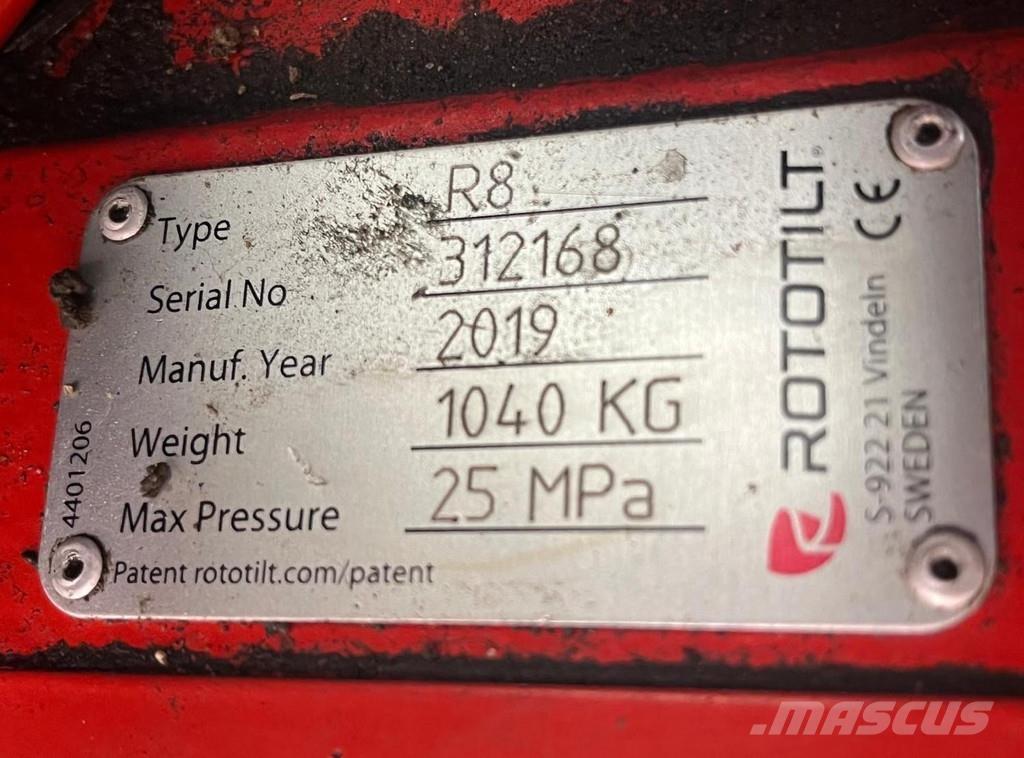 Type R8
Serial No 312168
Manuf. Year 2019
Weight 1040 KG
Max Pressure 25 MPa
Patent rototilt.com/patent
4401206
ROTOTILT®
S-922 21 Vindeln CE
SWEDEN
.MASCUS